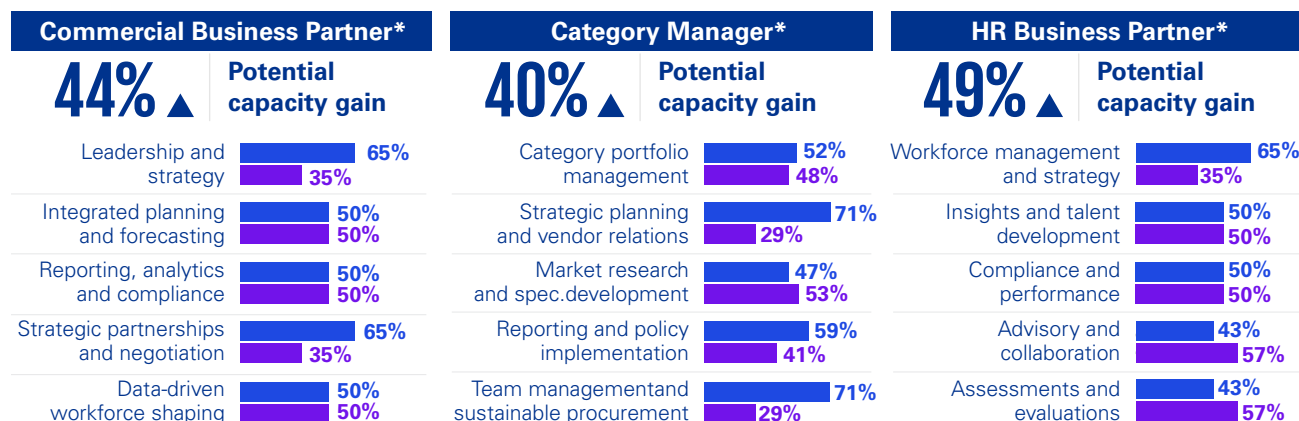 Commercial Business Partner*
44% ▲
Potential
capacity gain
Leadership and
strategy
65%
35%
Integrated planning
and forecasting
50%
50%
Reporting, analytics
and compliance
50%
50%
Strategic partnerships
and negotiation
65%
35%
Data-driven
workforce shaping
50%
50%
Category Manager*
40% ▲
Potential
capacity gain
Category portfolio
management
52%
48%
Strategic planning
and vendor relations
71%
29%
Market research
and spec.development
47%
53%
Reporting and policy
implementation
59%
41%
Team managementand
sustainable procurement
71%
29%
HR Business Partner*
49% ▲
Potential
capacity gain
Workforce management
and strategy
65%
35%
Insights and talent
development
50%
50%
Compliance and
performance
50%
50%
Advisory and
collaboration
43%
57%
Assessments and
evaluations
43%
57%